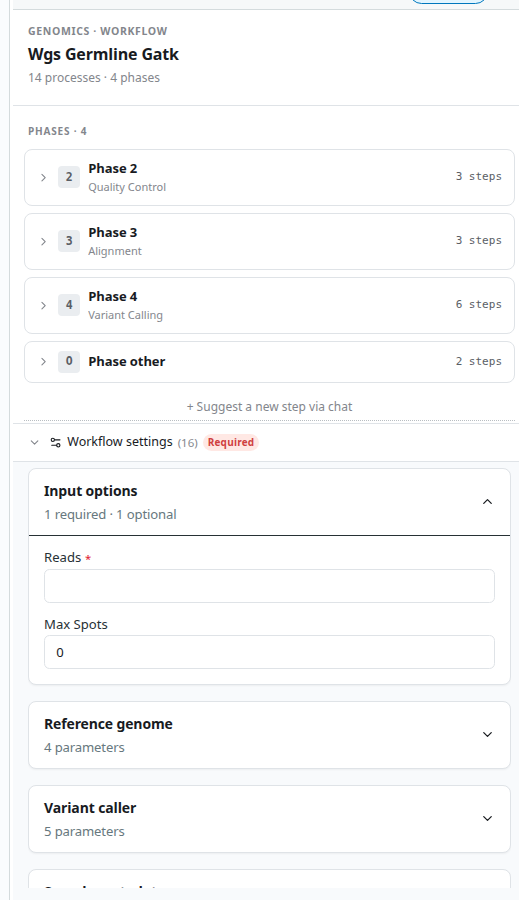 GENOMICS · WORKFLOW
Wgs Germline Gatk
14 processes · 4 phases
PHASES · 4
2 Phase 2 3 steps
Quality Control
3 Phase 3 3 steps
Alignment
4 Phase 4 6 steps
Variant Calling
0 Phase other 2 steps
+ Suggest a new step via chat
Workflow settings (16) Required
Input options
1 required · 1 optional
Reads *
Max Spots
0
Reference genome
4 parameters
Variant caller
5 parameters